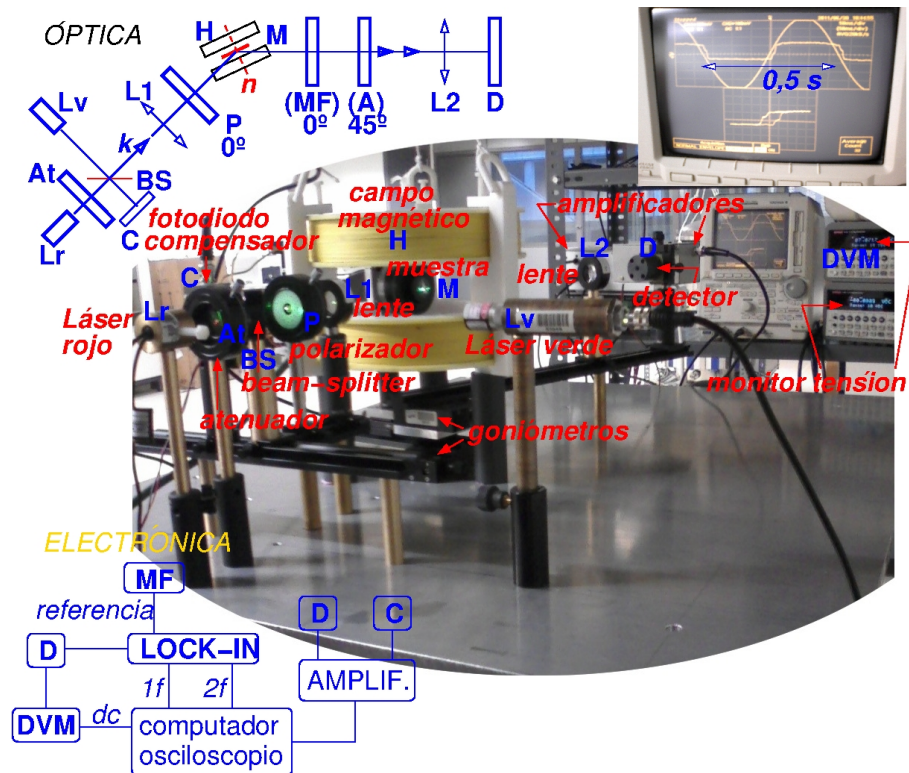 ÓPTICA
H
M
n
Lv
L1
k
P
0º
(MF)
0º
(A)
45º
L2
D
At
BS
Lr
C
0,5 s
fotodiodo
compensador
campo
magnético
H
muestra
amplificadores
L2
D
DVM
lente
detector
C
L1
M
lente
Láser
rojo
Lr
At
BS
P
polarizador
Lv
Láser verde
beam-splitter
atenuador
monitor tensíon
goniómetros
ELECTRÓNICA
MF
referencia
D
C
D
LOCK-IN
AMPLIF.
1f
2f
DVM
dc
computador
osciloscopio